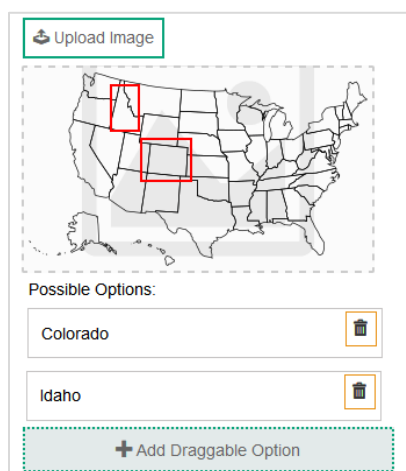 Upload Image
Possible Options:
Colorado
Idaho
Add Draggable Option